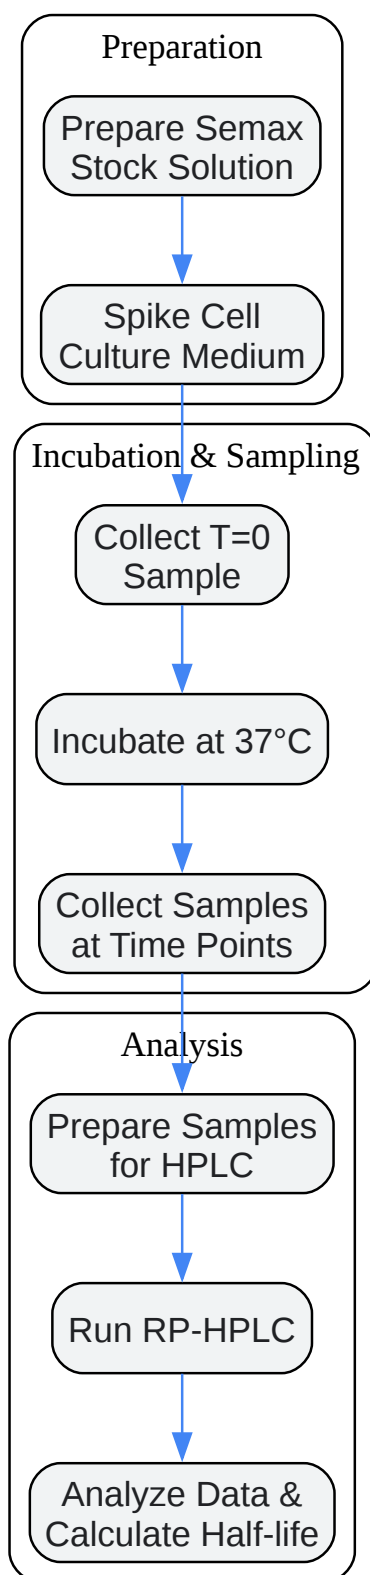 Preparation
Prepare Semax
Stock Solution
Spike Cell
Culture Medium
Incubation & Sampling
Collect T=0
Sample
Incubate at 37°C
Collect Samples
at Time Points
Analysis
Prepare Samples
for HPLC
Run RP-HPLC
Analyze Data &
Calculate Half-life